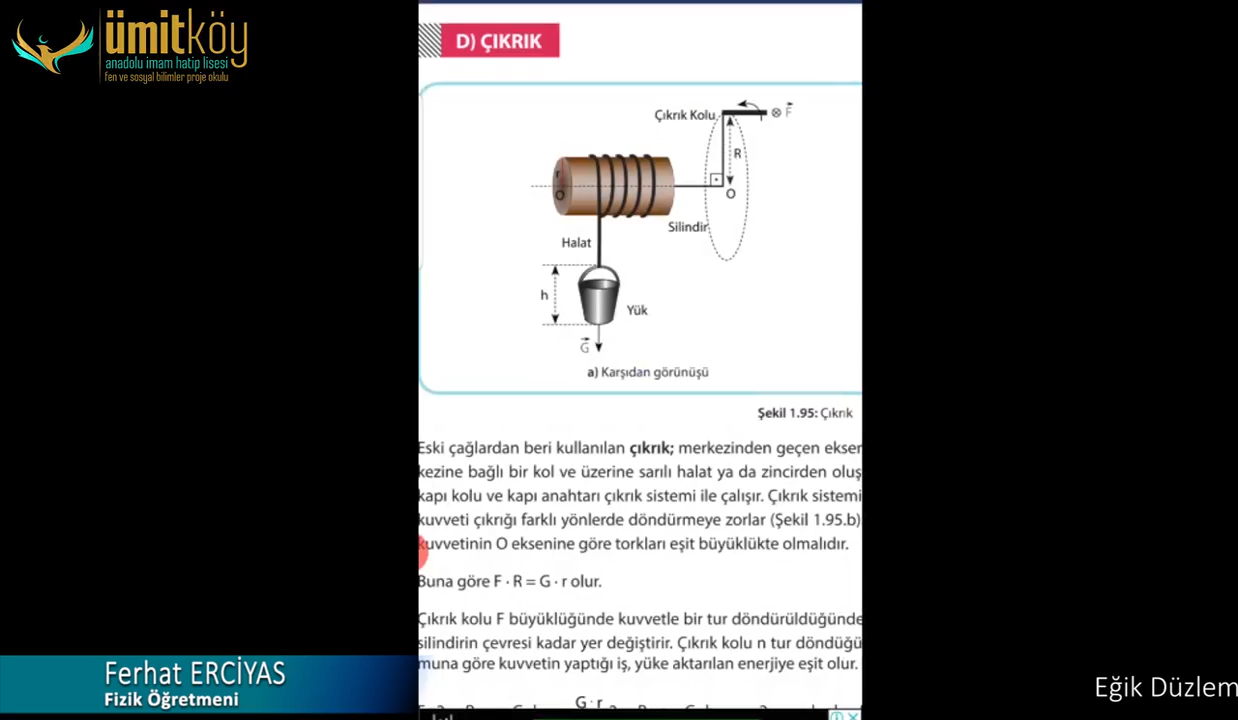 ümitköy
anadolu imam hatip lisesi
fen ve sosyal bilimler proje okulu
D) ÇIKRIK
Çıkrık Kolu
F
R
r
O
O
Silindir
Halat
h
Yük
G
a) Karşıdan görünüşü
Şekil 1.95: Çıkrık
Eski çağlardan beri kullanılan çıkrık; merkezinden geçen ekser
kezine bağlı bir kol ve üzerine sarılı halat ya da zincirden oluş
kapı kolu ve kapı anahtarı çıkrık sistemi ile çalışır. Çıkrık sistemi
kuvveti çıkrığı farklı yönlerde döndürmeye zorlar (Şekil 1.95.b)
kuvvetinin O eksenine göre torkları eşit büyüklükte olmalıdır.
Buna göre F · R = G · r olur.
Çıkrık kolu F büyüklüğünde kuvvetle bir tur döndürüldüğünde
silindirin çevresi kadar yer değiştirir. Çıkrık kolu n tur döndüğü
muna göre kuvvetin yaptığı iş, yüke aktarılan enerjiye eşit olur.
G · r
Ferhat ERCİYAS
Fizik Öğretmeni
Eğik Düzlem